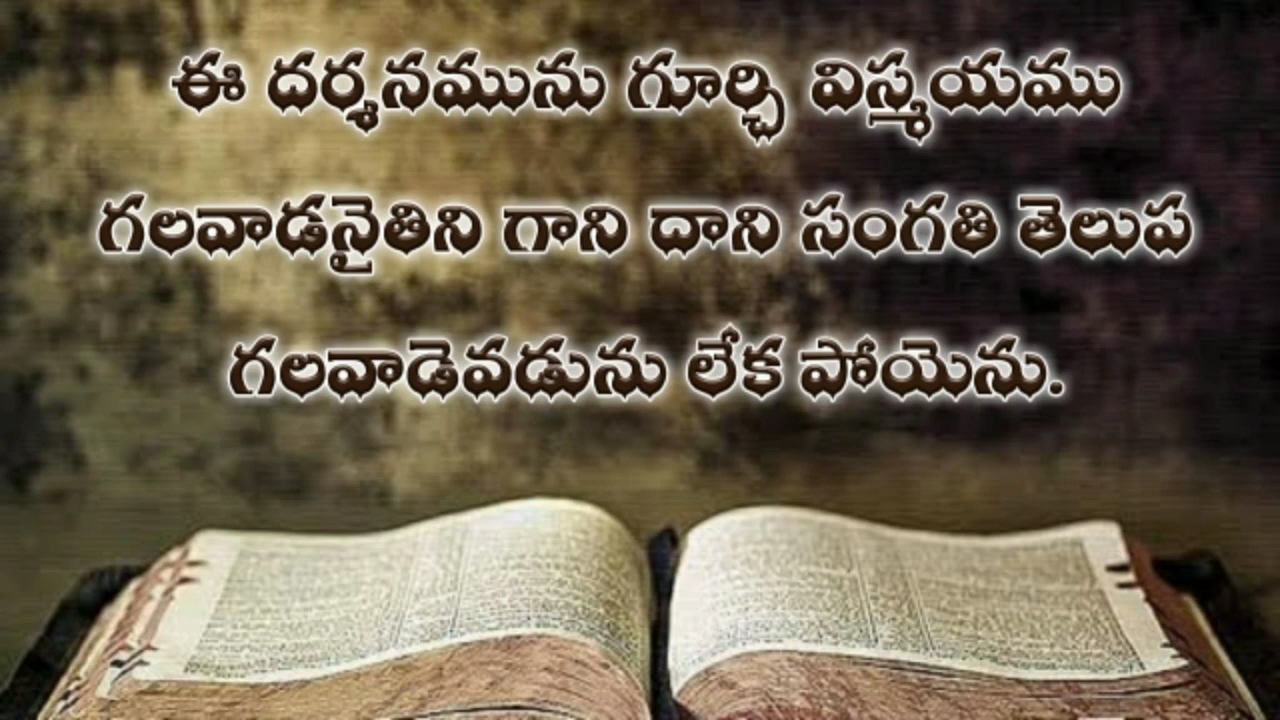 ఈ దర్శనమును గూర్ఛి విస్మయము
గలవాడనైతిని గాని దాని సంగతి తెలుప
గలవాడెవడును లేక పోయెను.